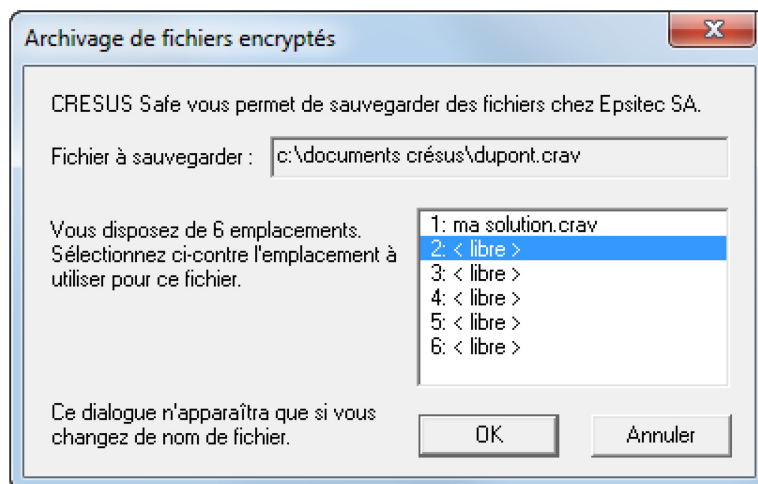 Archivage de fichiers encryptés
CRESUS Safe vous permet de sauvegarder des fichiers chez Epsitec SA.
Fichier à sauvegarder : c:\documents crésus\dupont.crav
Vous disposez de 6 emplacements.
Sélectionnez ci-contre l'emplacement à
utiliser pour ce fichier.
1: ma solution.crav
2: < libre >
3: < libre >
4: < libre >
5: < libre >
6: < libre >
Ce dialogue n'apparaîtra que si vous
changez de nom de fichier.
OK
Annuler